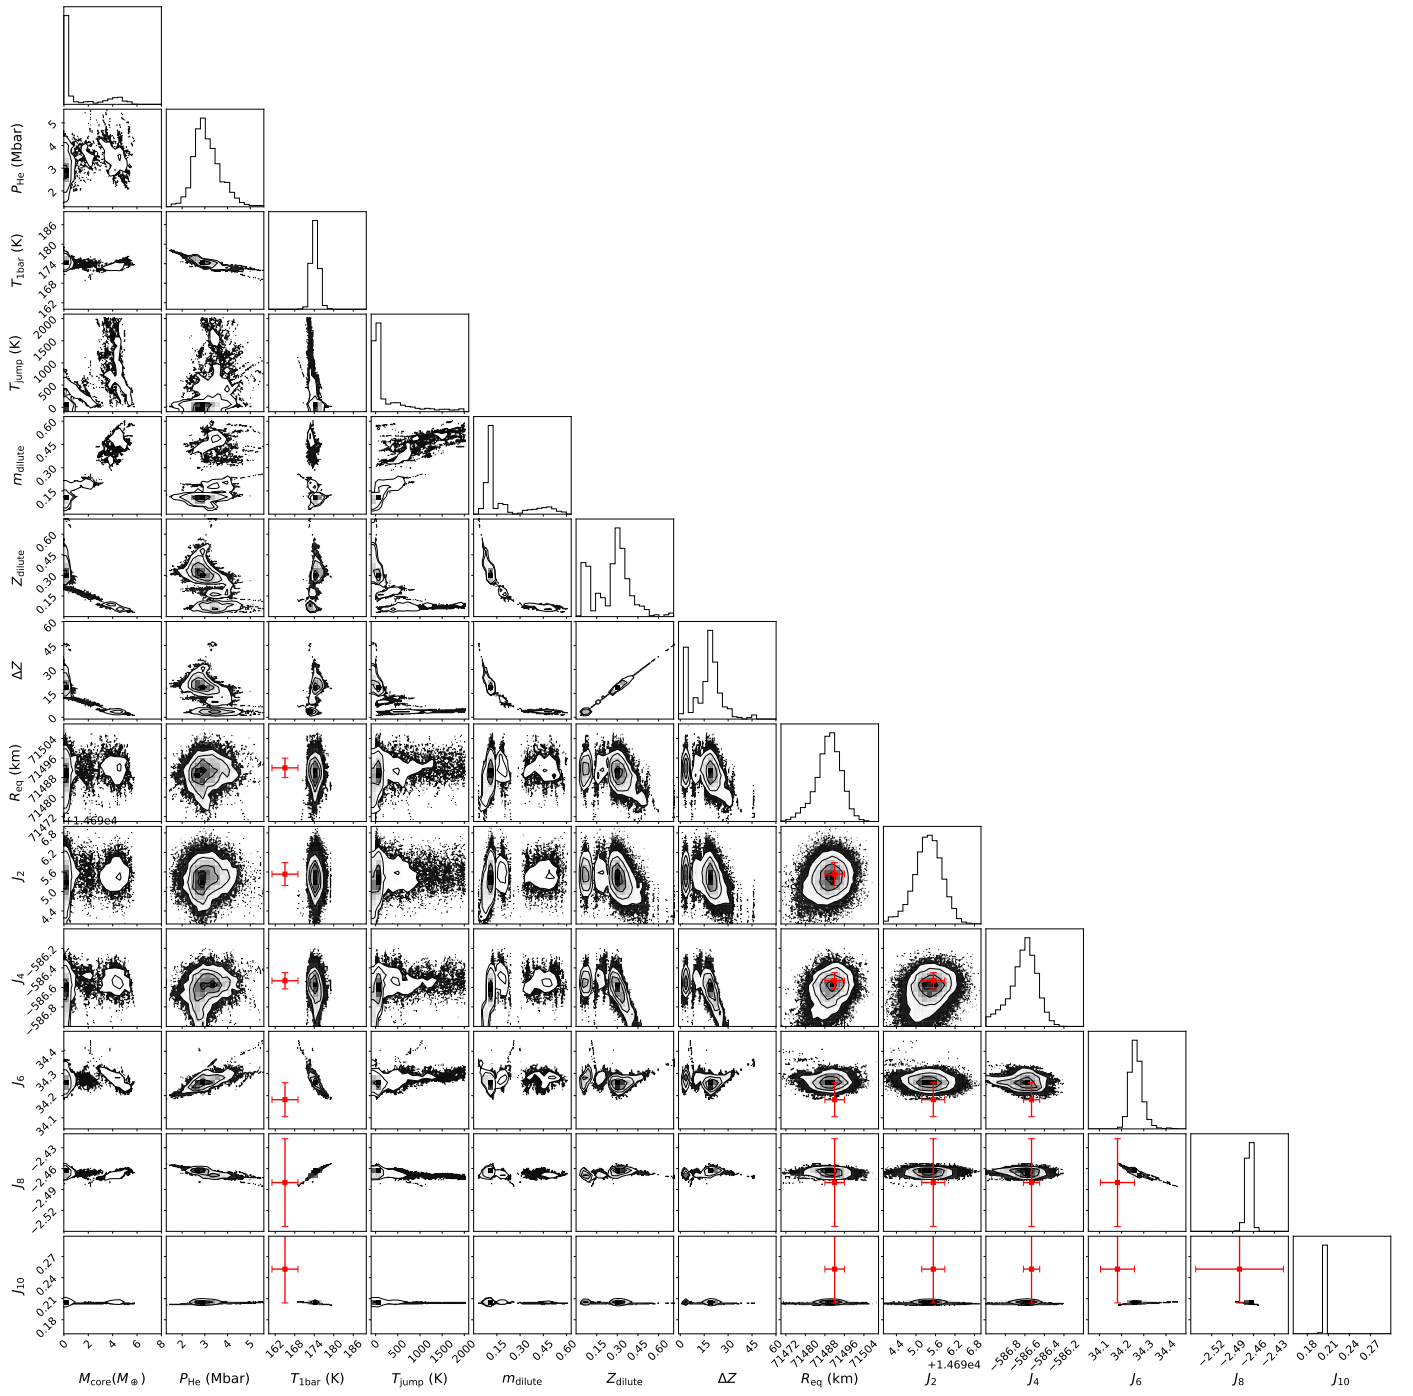 P_He (Mbar)
5
4
3
2
T_1bar (K)
186
180
174
168
162
T_jump (K)
2000
1500
1000
500
0
m_dilute
0.60
0.45
0.30
0.15
Z_dilute
0.60
0.45
0.30
0.15
ΔZ
60
45
30
15
0
R_eq (km)
71504
71496
71488
71480
71472
+1.469e4
J_2
6.8
6.2
5.6
5.0
4.4
J_4
−586.2
−586.4
−586.6
−586.8
J_6
34.4
34.3
34.2
34.1
J_8
−2.43
−2.46
−2.49
−2.52
J_10
0.27
0.24
0.21
0.18
0 2 4 6 8
1 2 3 4 5
162 168 174 180 186
0 500 1000 1500 2000
0.15 0.30 0.45 0.60
0.15 0.30 0.45 0.60
0 15 30 45 60
71472 71480 71488 71496 71504
4.4 5.0 5.6 6.2 6.8
+1.469e4
−586.8 −586.6 −586.4 −586.2
34.1 34.2 34.3 34.4
−2.52 −2.49 −2.46 −2.43
0.18 0.21 0.24 0.27
M_core(M_⊕) P_He (Mbar) T_1bar (K) T_jump (K) m_dilute Z_dilute ΔZ R_eq (km) J_2 J_4 J_6 J_8 J_10